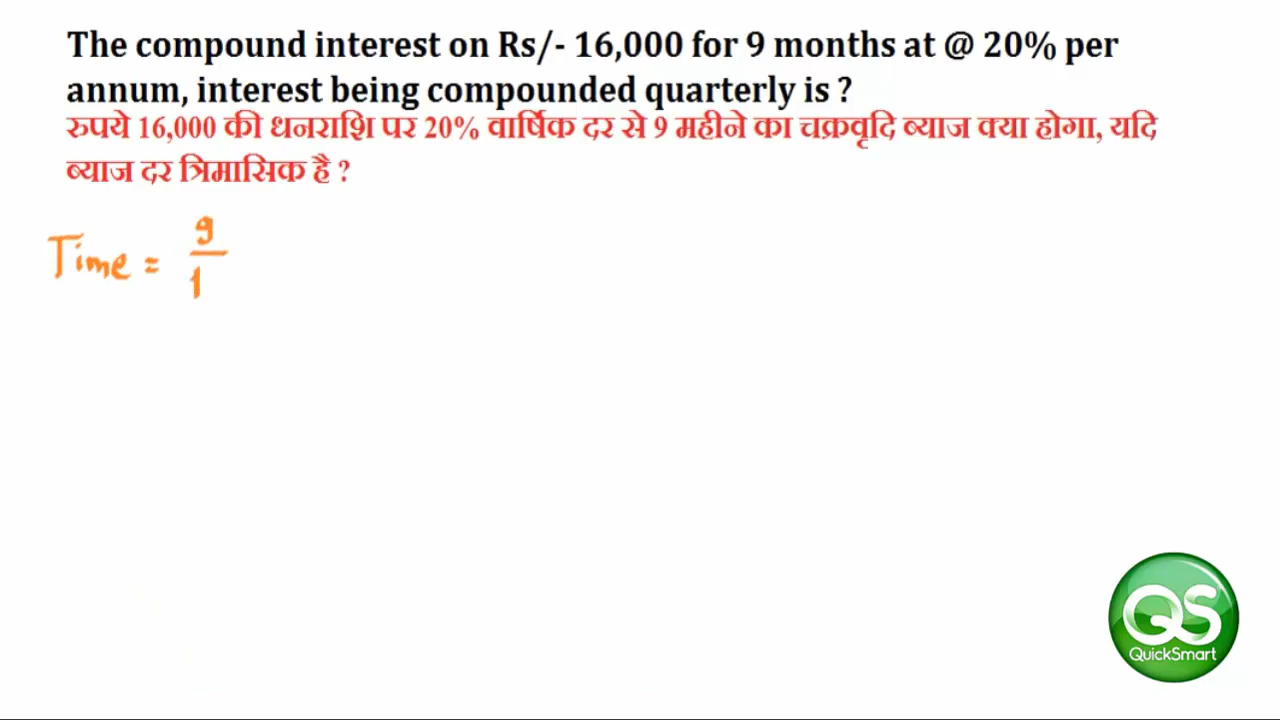 The compound interest on Rs/- 16,000 for 9 months at @ 20% per
annum, interest being compounded quarterly is ?
रुपये 16,000 की धनराशि पर 20% वार्षिक दर से 9 महीने का चक्रवृदि ब्याज क्या होगा, यदि
ब्याज दर त्रिमासिक है ?
Time = 9/1
QS
QuickSmart